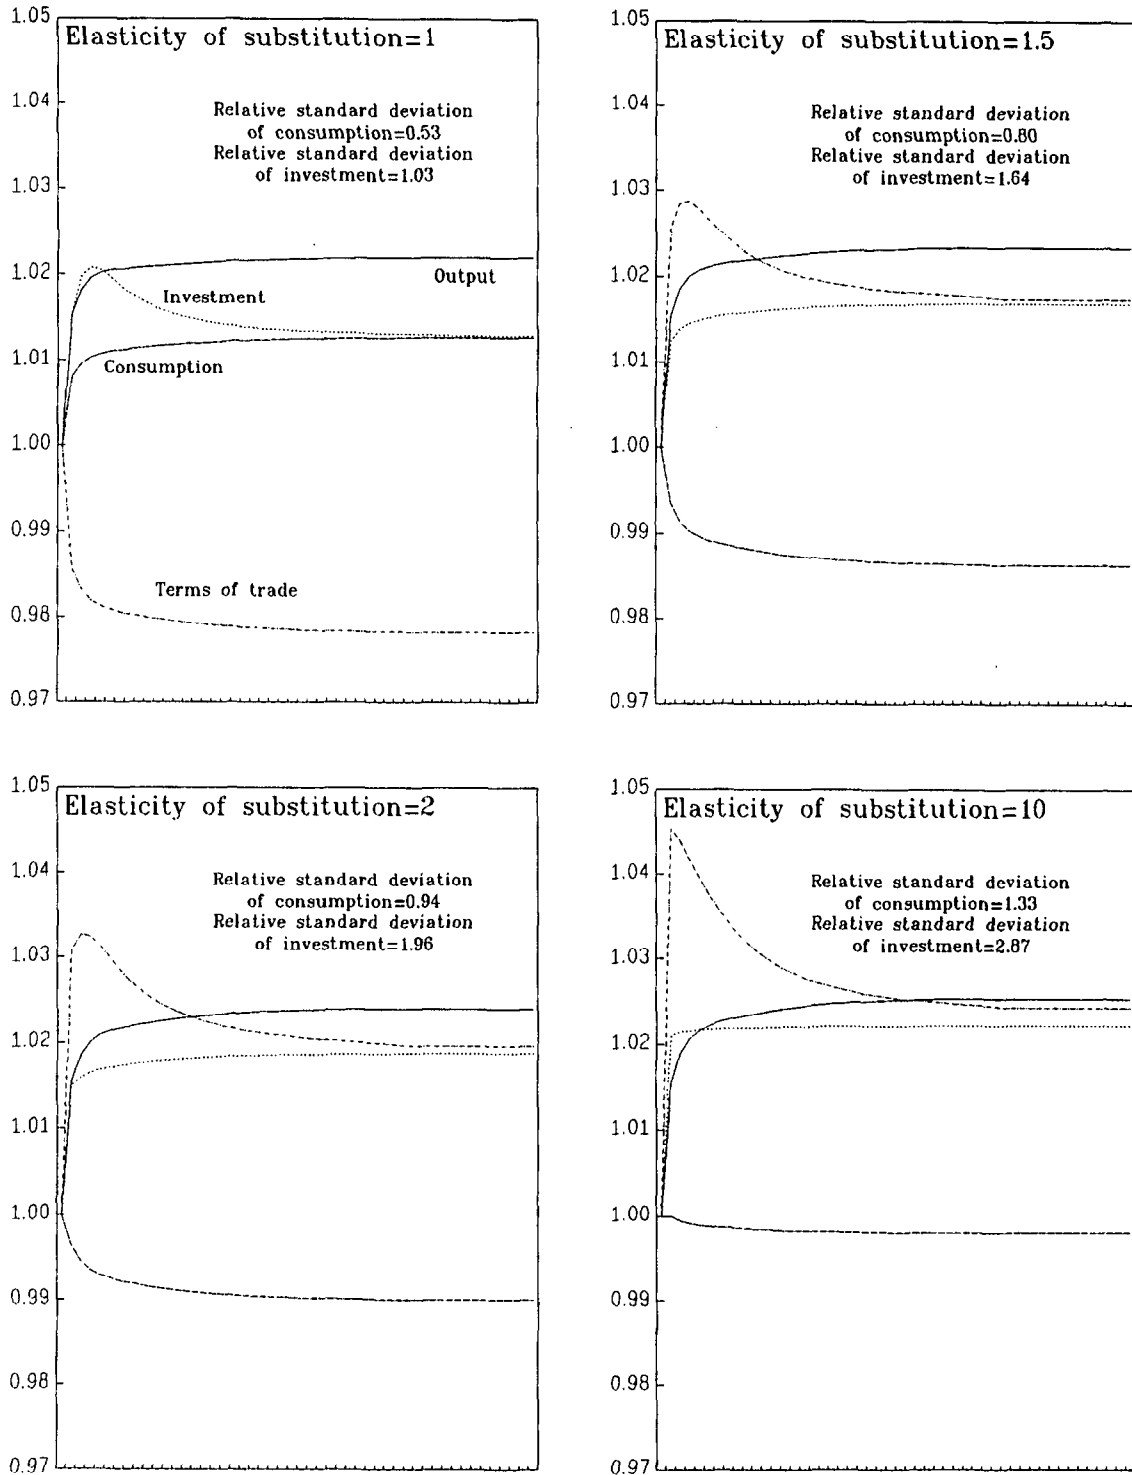 Elasticity of substitution=1
Relative standard deviation
of consumption=0.53
Relative standard deviation
of investment=1.03
1.05
1.04
1.03
1.02
1.01
1.00
0.99
0.98
0.97
Output
Investment
Consumption
Terms of trade
Elasticity of substitution=1.5
Relative standard deviation
of consumption=0.80
Relative standard deviation
of investment=1.64
1.05
1.04
1.03
1.02
1.01
1.00
0.99
0.98
0.97
Elasticity of substitution=2
Relative standard deviation
of consumption=0.94
Relative standard deviation
of investment=1.96
1.05
1.04
1.03
1.02
1.01
1.00
0.99
0.98
0.97
Elasticity of substitution=10
Relative standard deviation
of consumption=1.33
Relative standard deviation
of investment=2.87
1.05
1.04
1.03
1.02
1.01
1.00
0.99
0.98
0.97